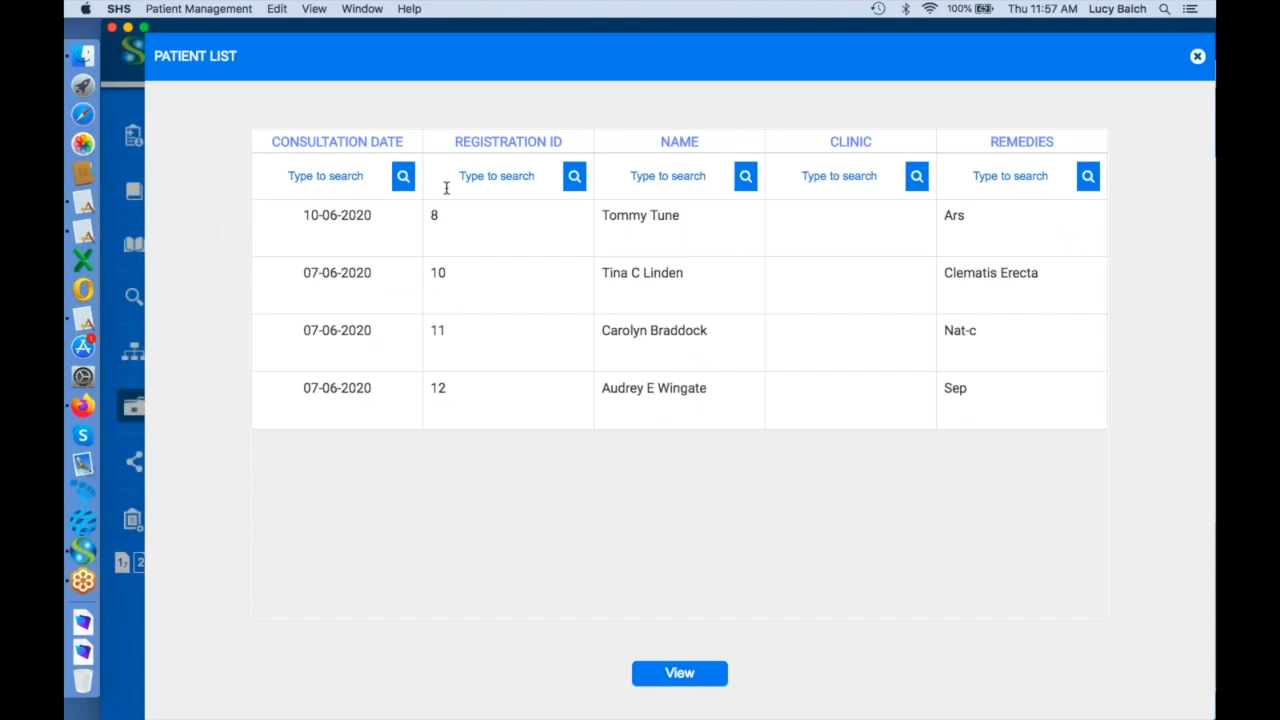 SHS Patient Management Edit View Window Help 100% Thu 11:57 AM Lucy Balch
PATIENT LIST
CONSULTATION DATE REGISTRATION ID NAME CLINIC REMEDIES
Type to search Type to search Type to search Type to search Type to search
10-06-2020 8 Tommy Tune Ars
07-06-2020 10 Tina C Linden Clematis Erecta
07-06-2020 11 Carolyn Braddock Nat-c
07-06-2020 12 Audrey E Wingate Sep
View